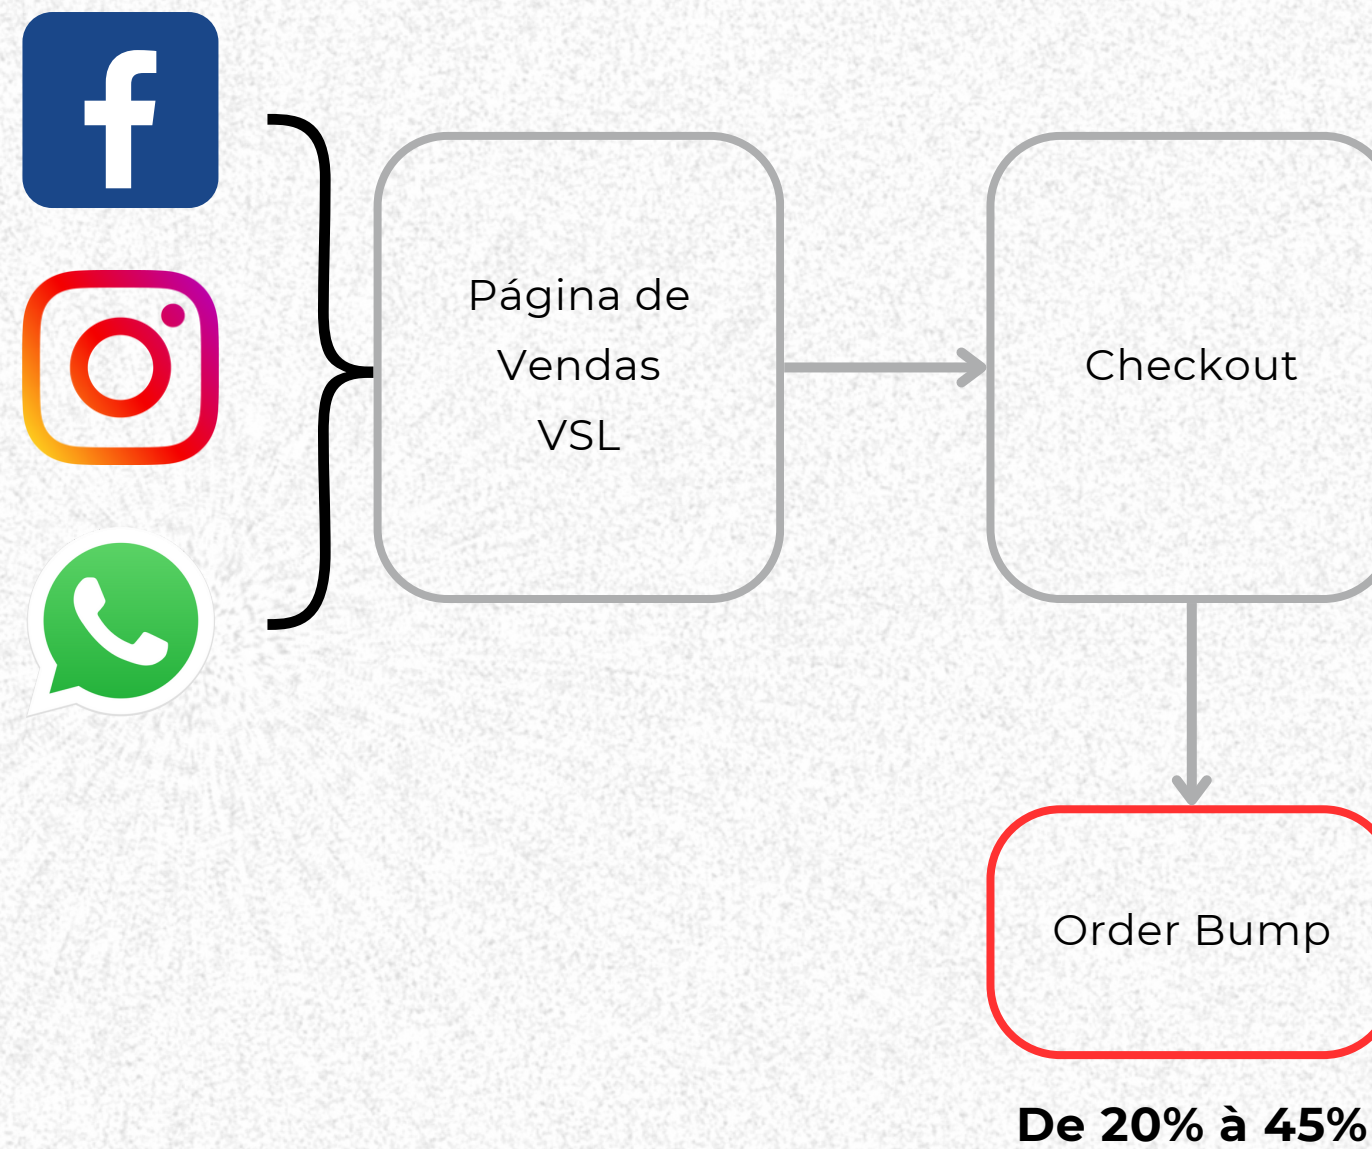 Página de
Vendas
VSL
Checkout
Order Bump
De 20% à 45%